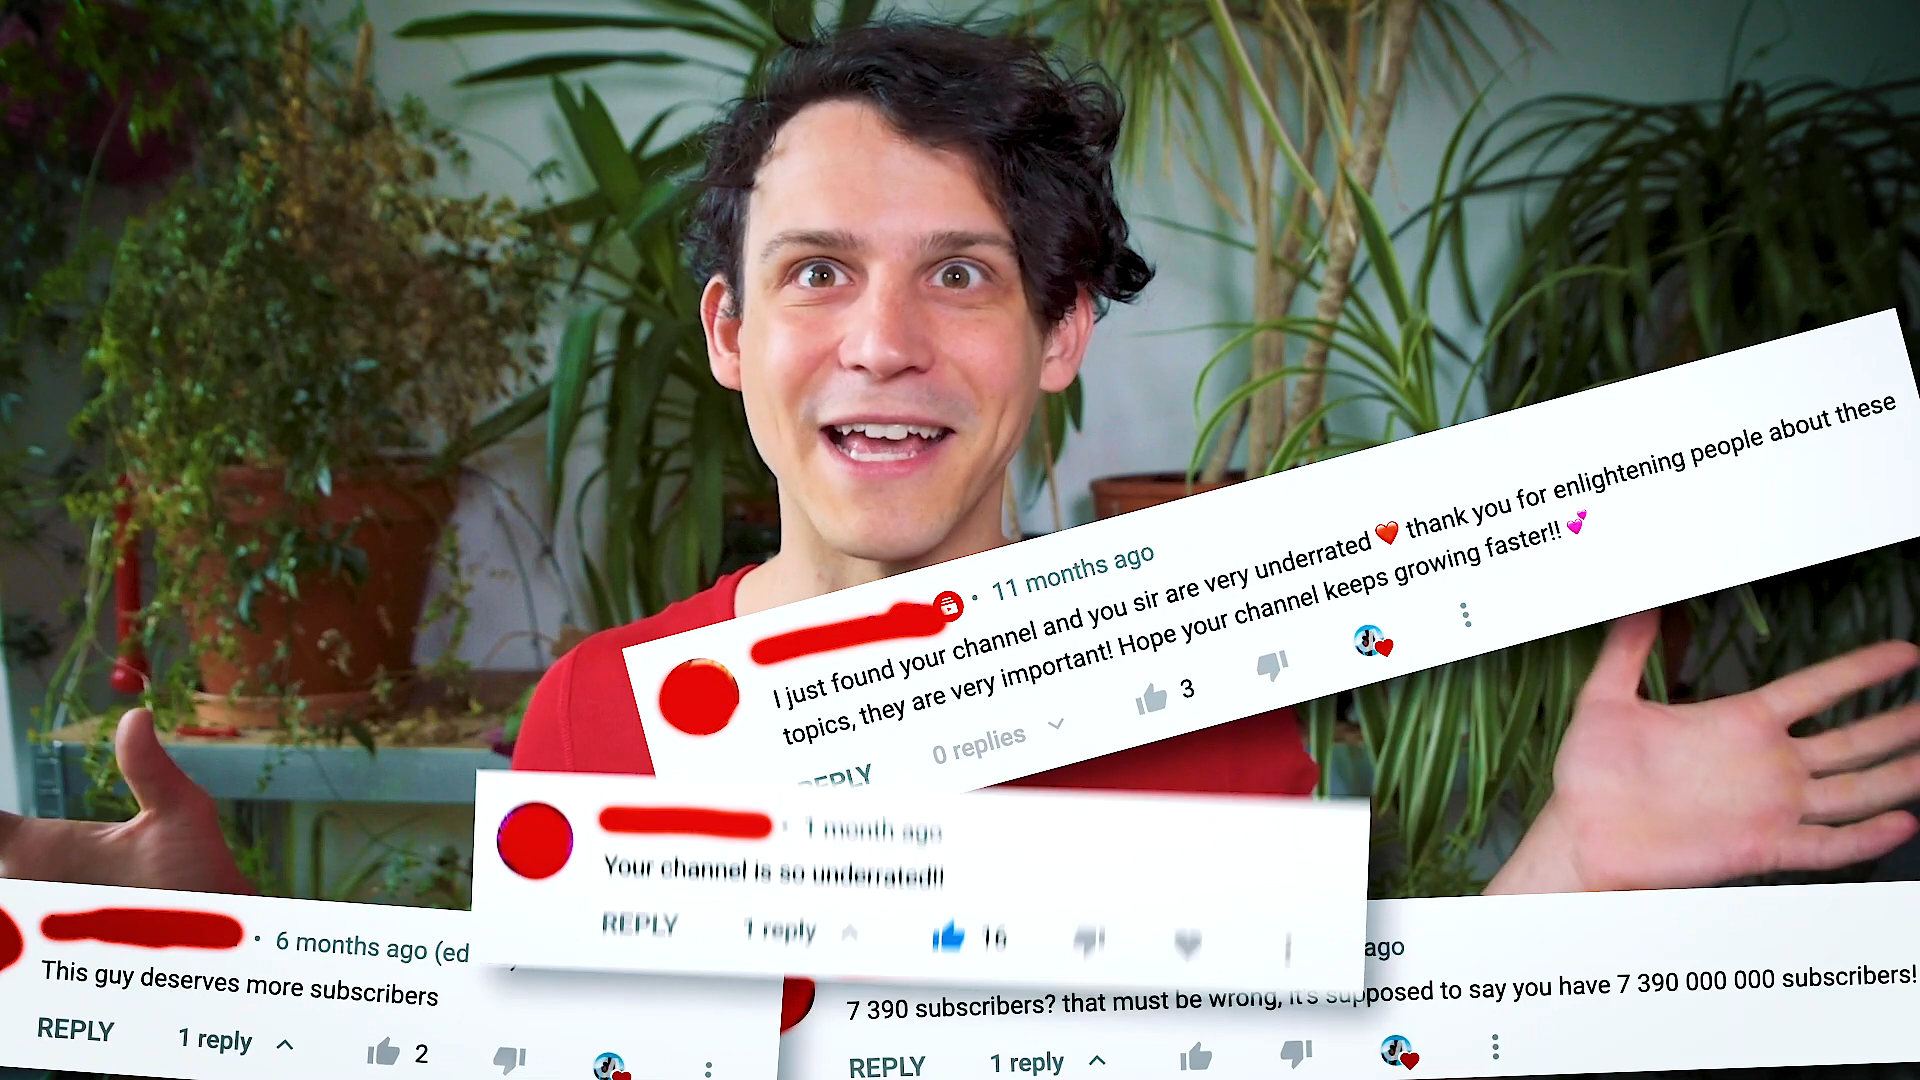 11 months ago
I just found your channel and you sir are very underrated ❤️ thank you for enlightening people about these
topics, they are very important! Hope your channel keeps growing faster!! 💕
REPLY 0 replies 3
• 1 month ago
Your channel is so underrated!!
REPLY 1 reply 16
• 6 months ago (ed
This guy deserves more subscribers
REPLY 1 reply 2
ago
7 390 subscribers? that must be wrong, it's supposed to say you have 7 390 000 000 subscribers!
REPLY 1 reply